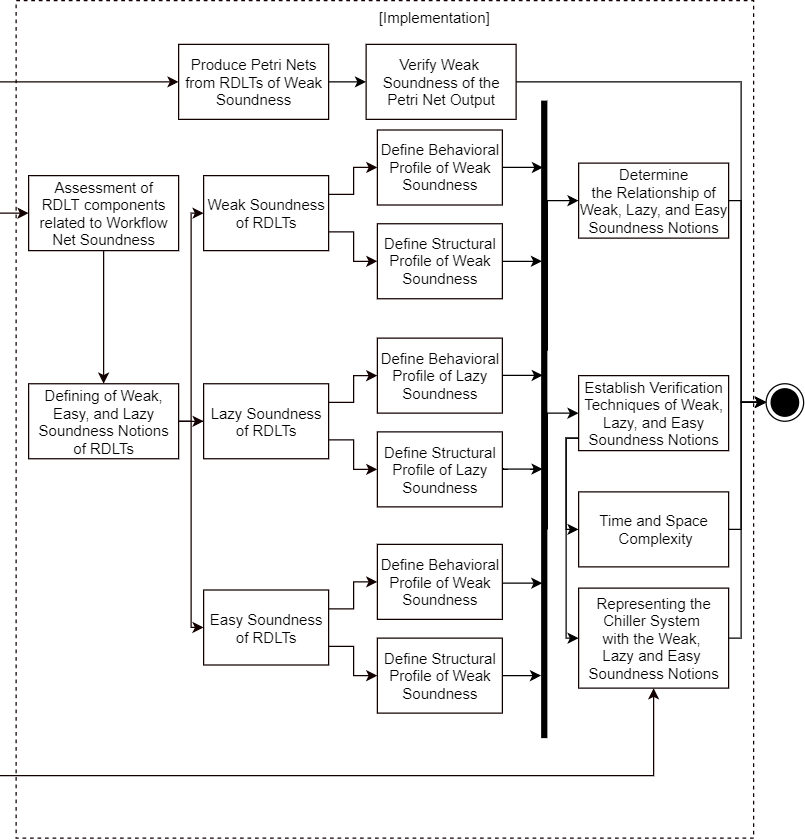 [Implementation]
Produce Petri Nets
from RDLTs of Weak
Soundness
Verify Weak
Soundness of the
Petri Net Output
Assessment of
RDLT components
related to Workflow
Net Soundness
Defining of Weak,
Easy, and Lazy
Soundness Notions
of RDLTs
Weak Soundness
of RDLTs
Define Behavioral
Profile of Weak
Soundness
Define Structural
Profile of Weak
Soundness
Lazy Soundness
of RDLTs
Define Behavioral
Profile of Lazy
Soundness
Define Structural
Profile of Lazy
Soundness
Easy Soundness
of RDLTs
Define Behavioral
Profile of Weak
Soundness
Define Structural
Profile of Weak
Soundness
Determine
the Relationship of
Weak, Lazy, and Easy
Soundness Notions
Establish Verification
Techniques of Weak,
Lazy, and Easy
Soundness Notions
Time and Space
Complexity
Representing the
Chiller System
with the Weak,
Lazy and Easy
Soundness Notions